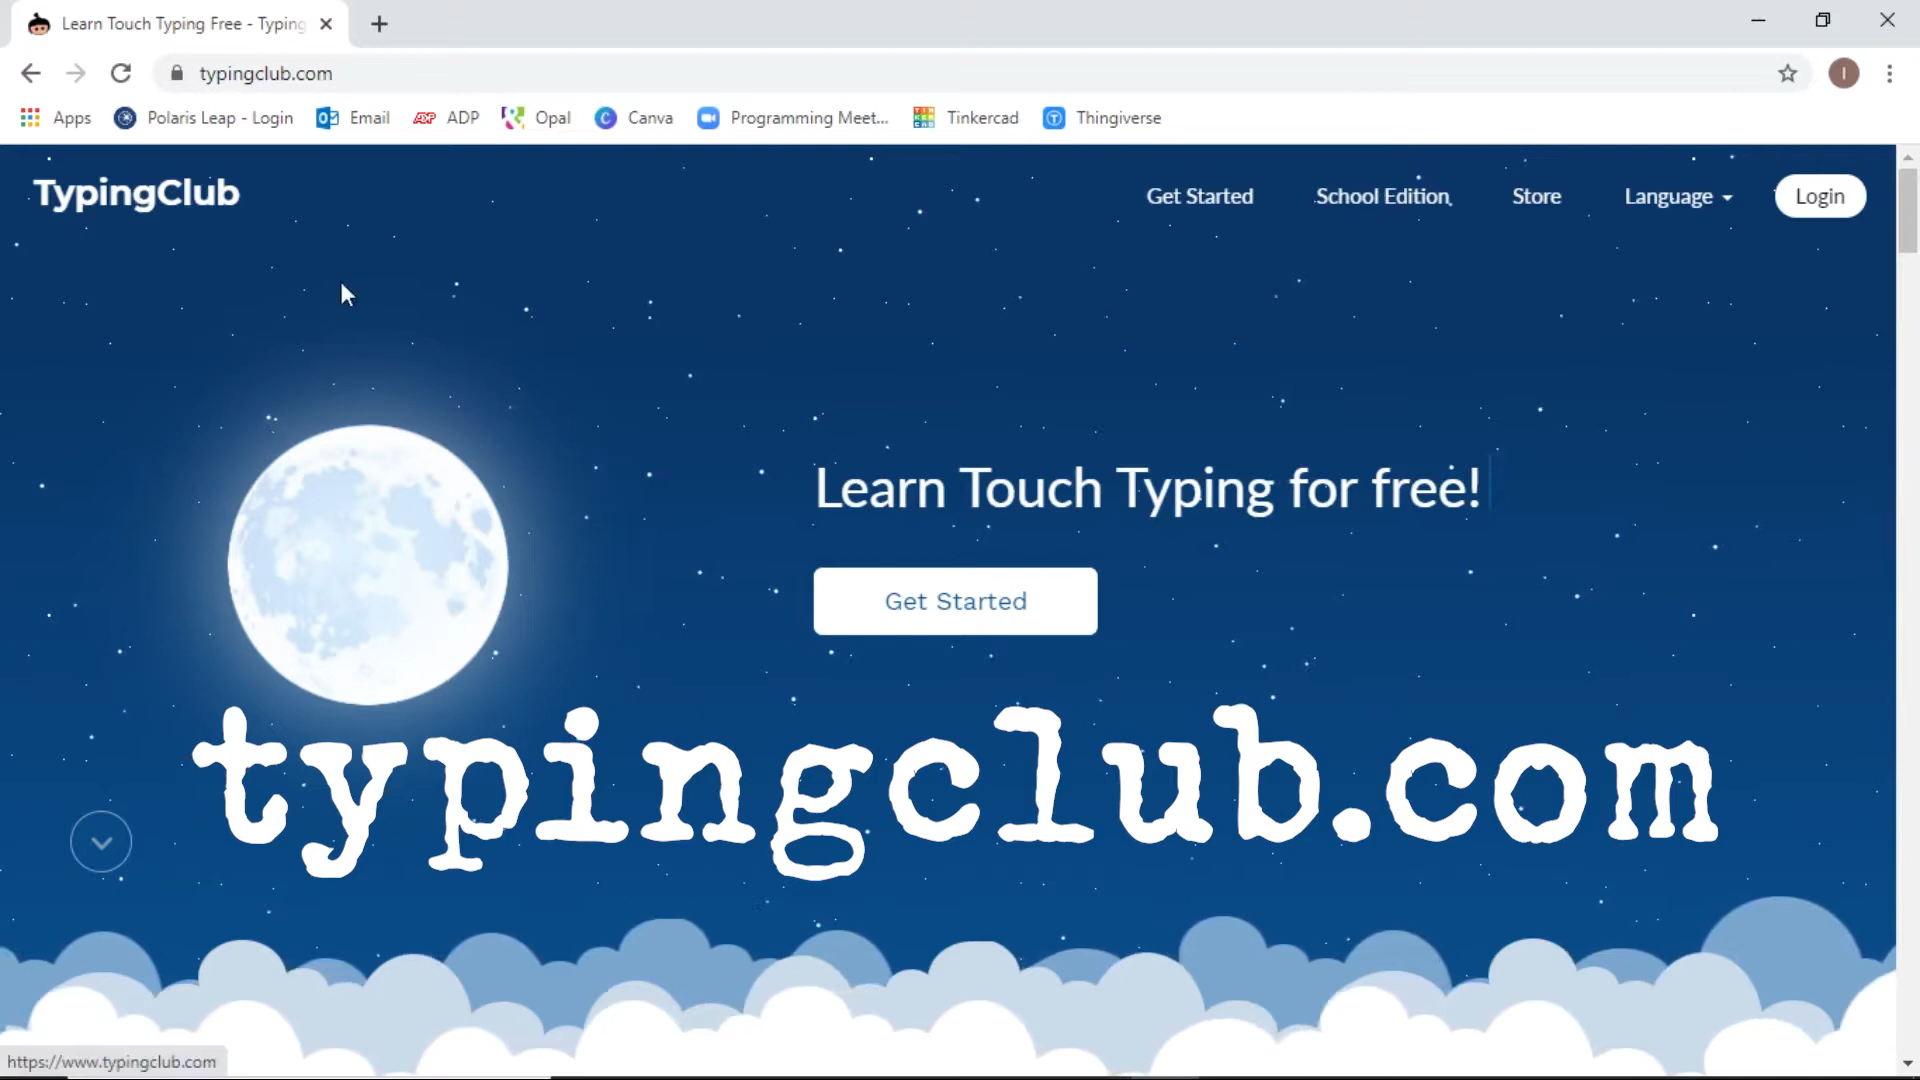 Learn Touch Typing Free - Typing
typingclub.com
Apps Polaris Leap - Login Email ADP Opal Canva Programming Meet... Tinkercad Thingiverse
TypingClub Get Started School Edition Store Language Login
Learn Touch Typing for free!
Get Started
typingclub.com
https://www.typingclub.com